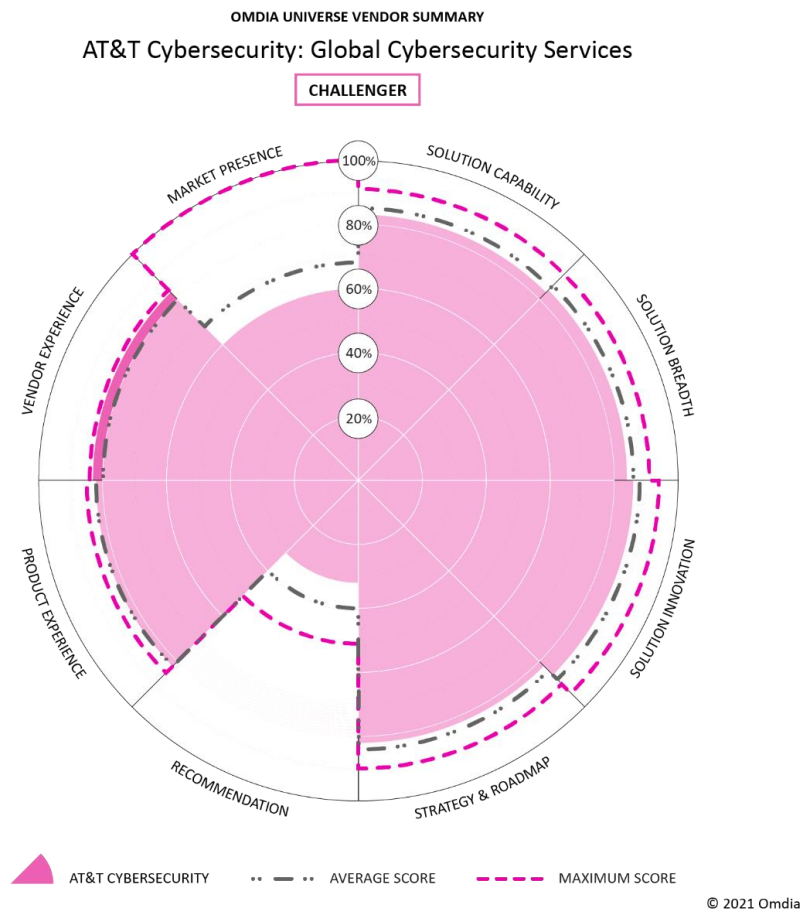 OMDIA UNIVERSE VENDOR SUMMARY
AT&T Cybersecurity: Global Cybersecurity Services
CHALLENGER
MARKET PRESENCE
100%
SOLUTION CAPABILITY
80%
60%
VENDOR EXPERIENCE
SOLUTION BREADTH
40%
20%
PRODUCT EXPERIENCE
SOLUTION INNOVATION
RECOMMENDATION
STRATEGY & ROADMAP
AT&T CYBERSECURITY
AVERAGE SCORE
MAXIMUM SCORE
© 2021 Omdia